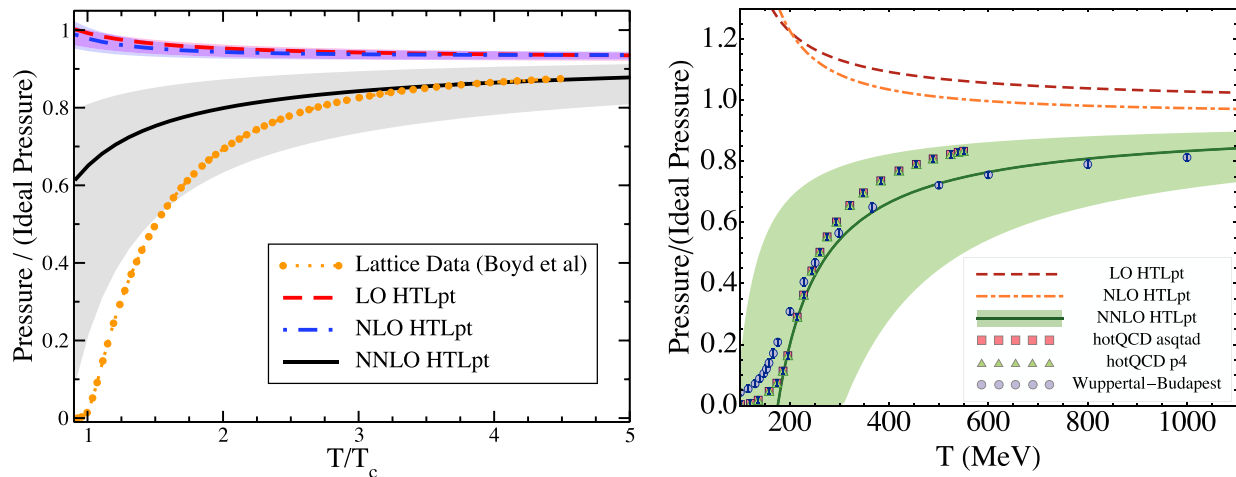 Pressure / (Ideal Pressure)
1
0.8
0.6
0.4
0.2
0
1
2
3
4
5
T/Tc
Lattice Data (Boyd et al)
LO HTLpt
NLO HTLpt
NNLO HTLpt
Pressure/(Ideal Pressure)
1.2
1.0
0.8
0.6
0.4
0.2
0.0
200
400
600
800
1000
T (MeV)
LO HTLpt
NLO HTLpt
NNLO HTLpt
hotQCD asqtad
hotQCD p4
Wuppertal−Budapest